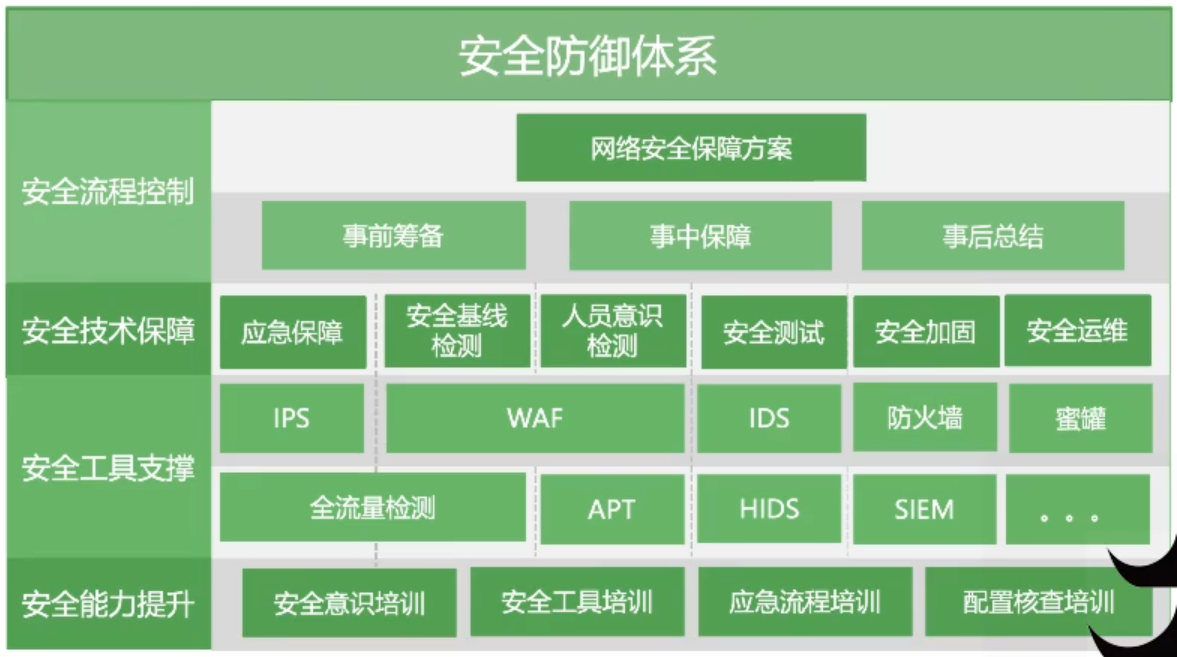 安全防御体系
安全流程控制
网络安全保障方案
事前筹备
事中保障
事后总结
安全技术保障
应急保障
安全基线
检测
人员意识
检测
安全测试
安全加固
安全运维
安全工具支撑
IPS
WAF
IDS
防火墙
蜜罐
全流量检测
APT
HIDS
SIEM
。。。
安全能力提升
安全意识培训
安全工具培训
应急流程培训
配置核查培训